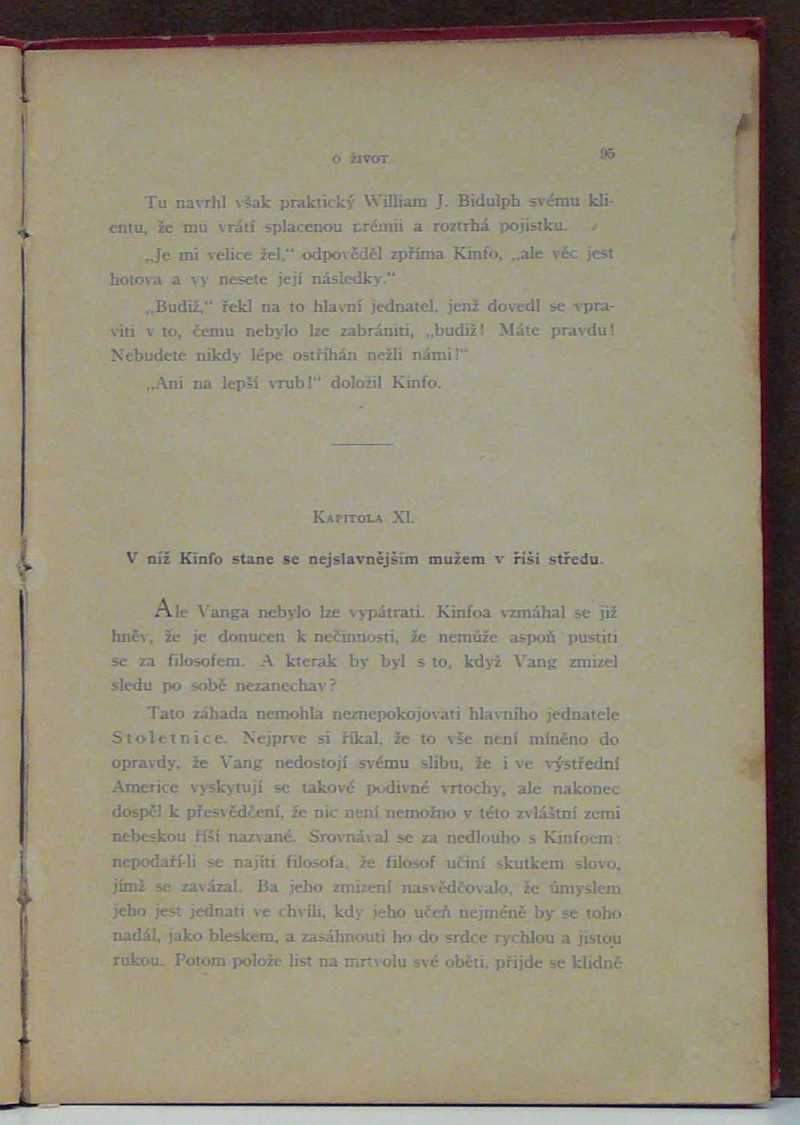 O ŽIVOT 95
Tu navrhl však praktický William J. Bidulph svému kli-
entu, že mu vrátí splacenou prémii a roztrhá pojistku.
„Je mi velice žel,“ odpověděl zpříma Kinfo, „ale věc jest
hotova a vy nesete její následky.“
„Budiž,“ řekl na to hlavní jednatel, jenž dovedl se vpra-
viti v to, čemu nebylo lze zabrániti, „budiž! Máte pravdu!
Nebudete nikdy lépe ostříhán nežli námi!“
„Ani na lepší vrub!“ doložil Kinfo.
KAPITOLA XI.
V níž Kinfo stane se nejslavnějším mužem v říši středu.
Ale Vanga nebylo lze vypátrati. Kinfoa vzmáhal se již
hněv, že je donucen k nečinnosti, že nemůže aspoň pustiti
se za filosofem. A kterak by byl s to, když Vang zmizel
sledu po sobě nezanechav?
Tato záhada nemohla neznepokojovati hlavního jednatele
Stoletnice. Nejprve si říkal, že to vše není míněno do
opravdy, že Vang nedostojí svému slibu, že i ve výstřední
Americe vyskytují se takové podivné vrtochy, ale nakonec
dospěl k přesvědčení, že nic není nemožno v této zvláštní zemi
nebeskou říší nazvané. Srovnával se za nedlouho s Kinfoem:
nepodaří-li se najíti filosofa, že filosof učiní skutkem slovo,
jímž se zavázal. Ba jeho zmizení nasvědčovalo, že úmyslem
jeho jest jednati ve chvíli, kdy jeho učeň nejméně by se toho
nadál, jako bleskem, a zasáhnouti ho do srdce rychlou a jistou
rukou. Potom polože list na mrtvolu své oběti, přijde se klidně